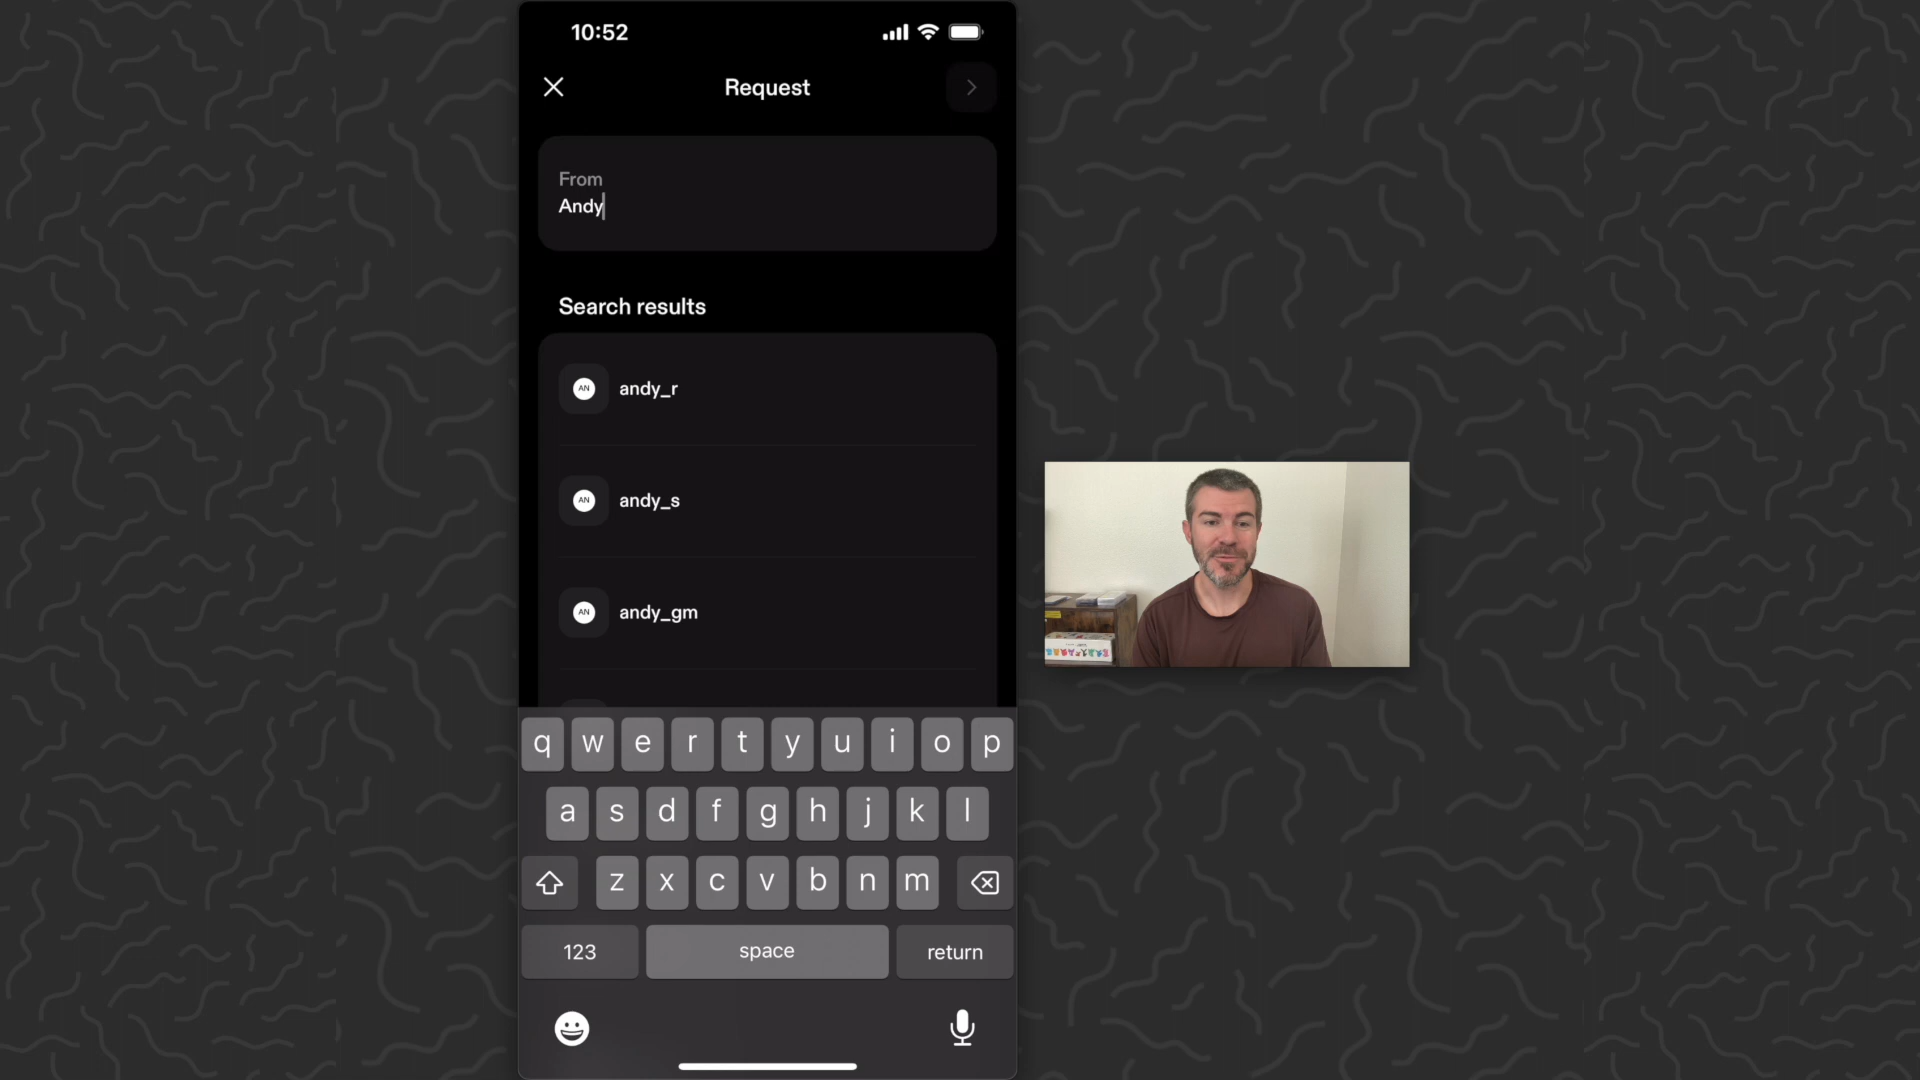 10:52
Request
From
Andy
Search results
AN
andy_r
AN
andy_s
AN
andy_gm
q w e r t y u i o p
a s d f g h j k l
z x c v b n m
123
space
return